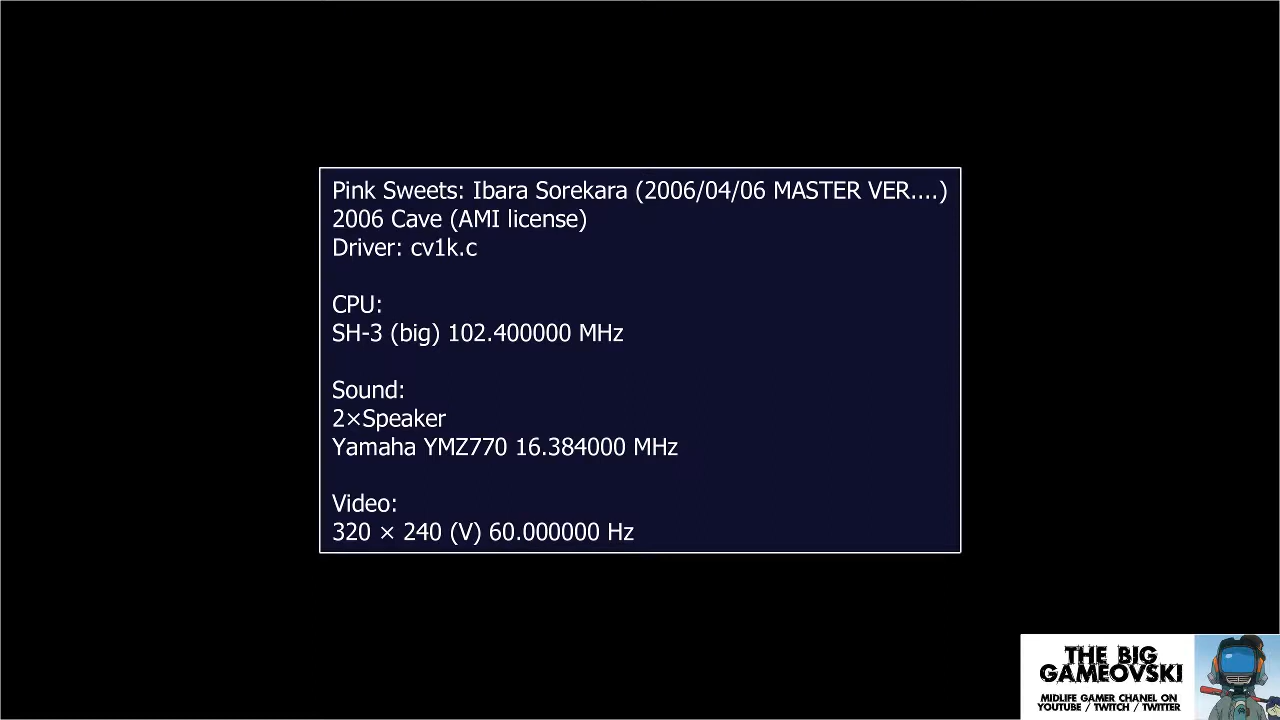 Pink Sweets: Ibara Sorekara (2006/04/06 MASTER VER....)
2006 Cave (AMI license)
Driver: cv1k.c
CPU:
SH-3 (big) 102.400000 MHz
Sound:
2×Speaker
Yamaha YMZ770 16.384000 MHz
Video:
320 × 240 (V) 60.000000 Hz
THE BIG
GAMEOVSKI
MIDLIFE GAMER CHANEL ON
YOUTUBE / TWITCH / TWITTER